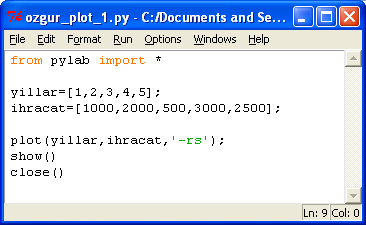 ozgur_plot_1.py - C:/Documents and Se...
File Edit Format Run Options Windows Help
from pylab import *
yillar=[1,2,3,4,5];
ihracat=[1000,2000,500,3000,2500];
plot(yillar,ihracat,'-rs');
show()
close()
Ln: 9 Col: 0